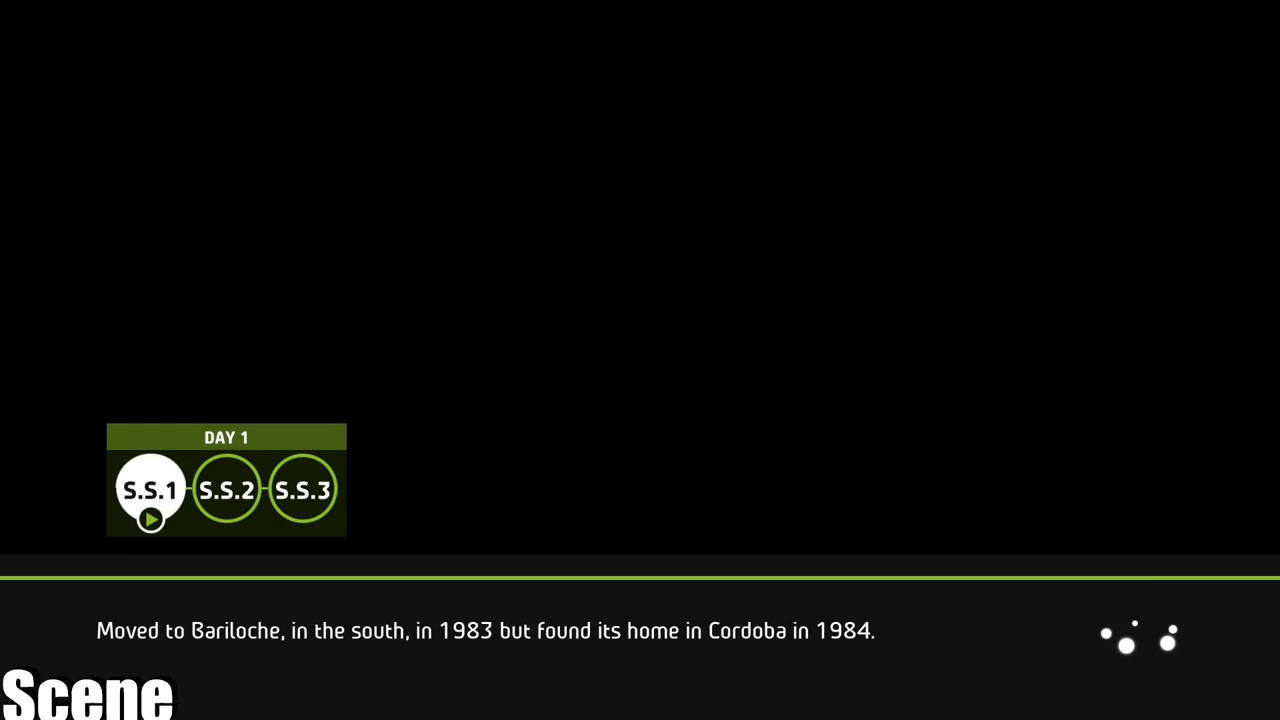 DAY 1
S.S.1 S.S.2 S.S.3
Moved to Bariloche, in the south, in 1983 but found its home in Cordoba in 1984.
Scene